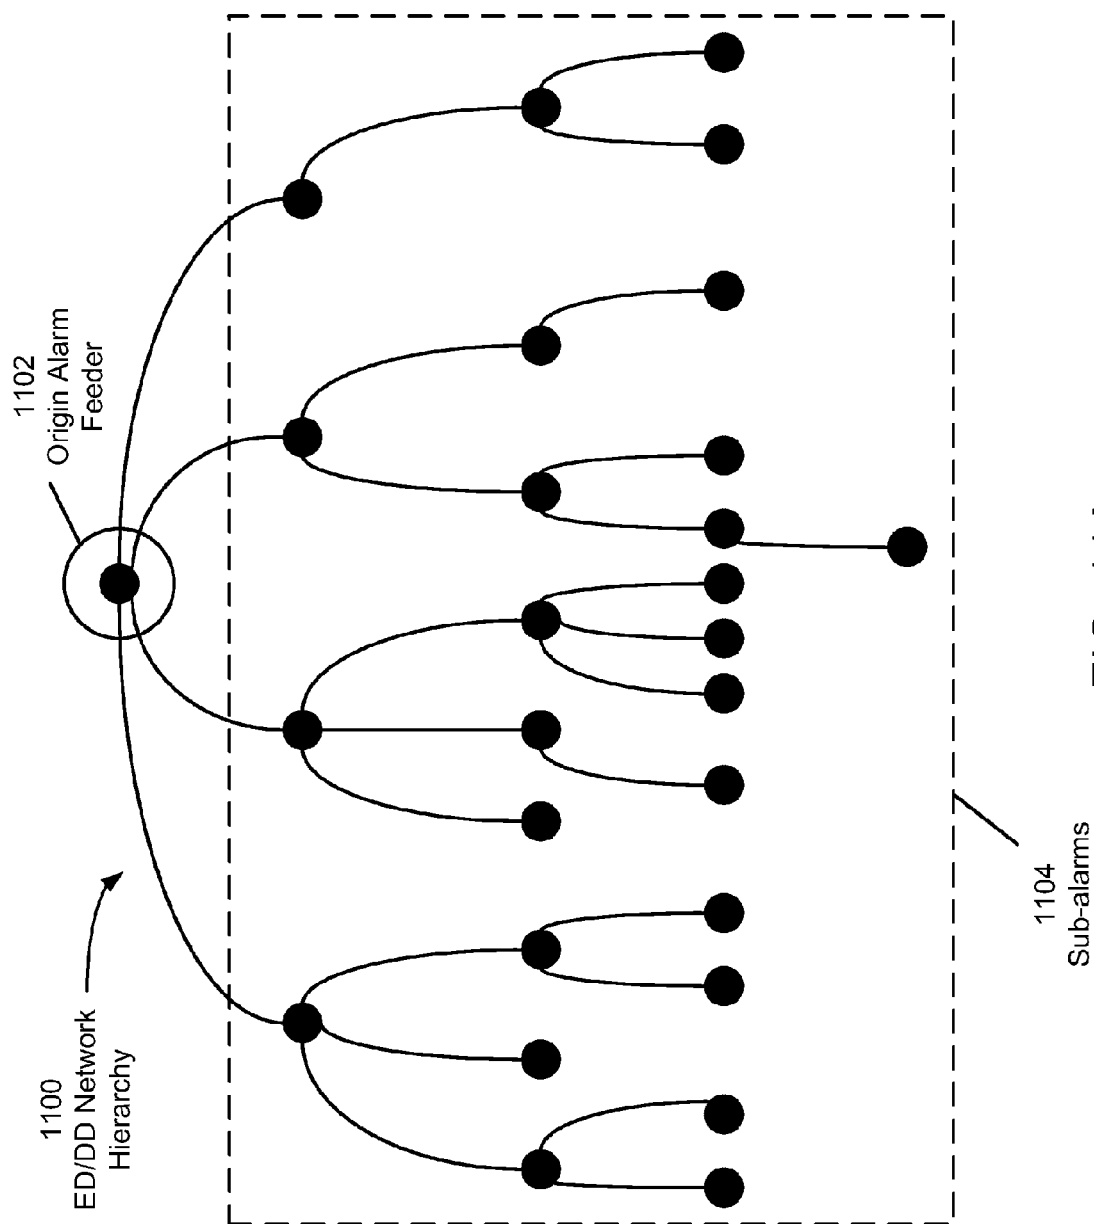 1100
ED/DD Network
Hierarchy
1102
Origin Alarm
Feeder
1104
Sub-alarms